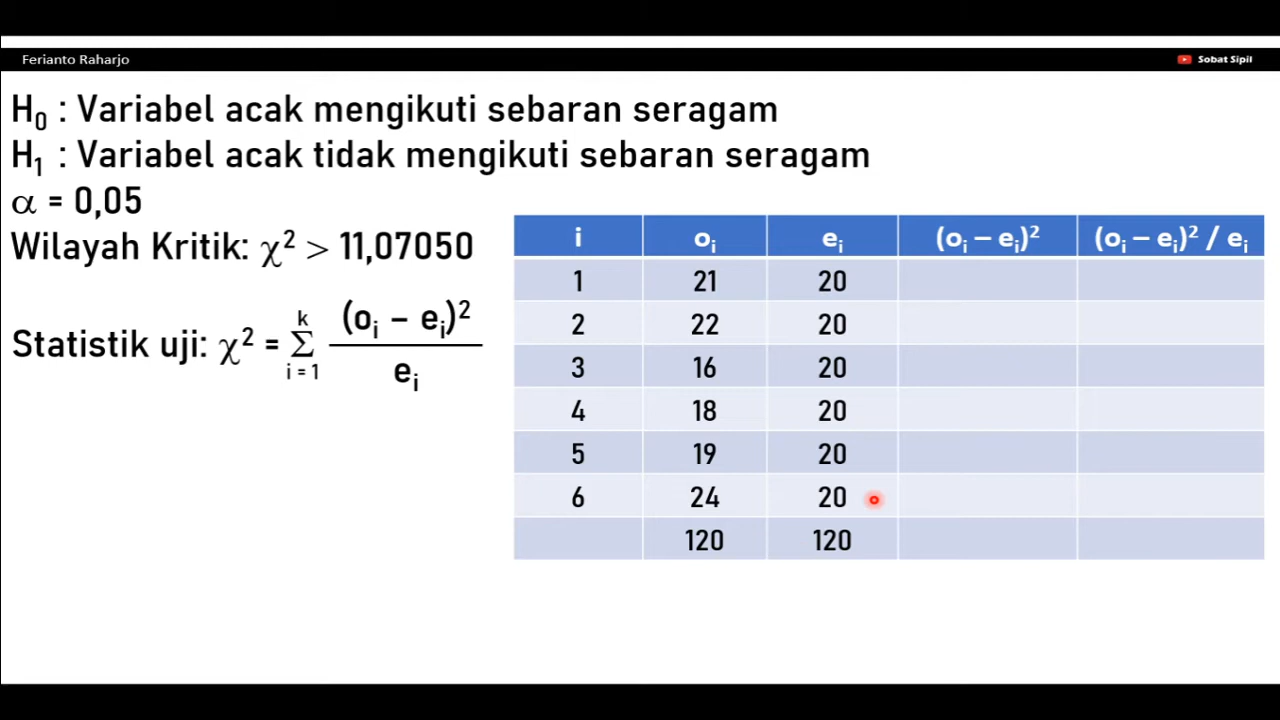 Ferianto Raharjo
Sobat Sipil
H₀ : Variabel acak mengikuti sebaran seragam
H₁ : Variabel acak tidak mengikuti sebaran seragam
α = 0,05
Wilayah Kritik: χ² > 11,07050
Statistik uji: χ² = Σ (oᵢ – eᵢ)² / eᵢ
k
i = 1
i oᵢ eᵢ (oᵢ – eᵢ)² (oᵢ – eᵢ)² / eᵢ
1 21 20
2 22 20
3 16 20
4 18 20
5 19 20
6 24 20
120 120